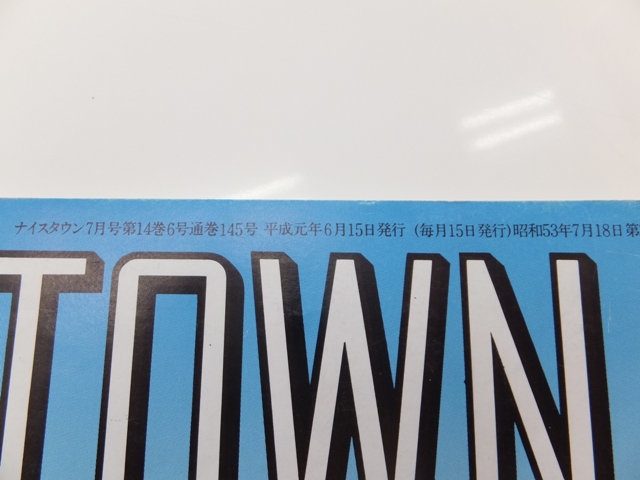 ナイスタウン7月号第14巻6号通巻145号 平成元年6月15日発行 (毎月15日発行)昭和53年7月18日第
TOWN